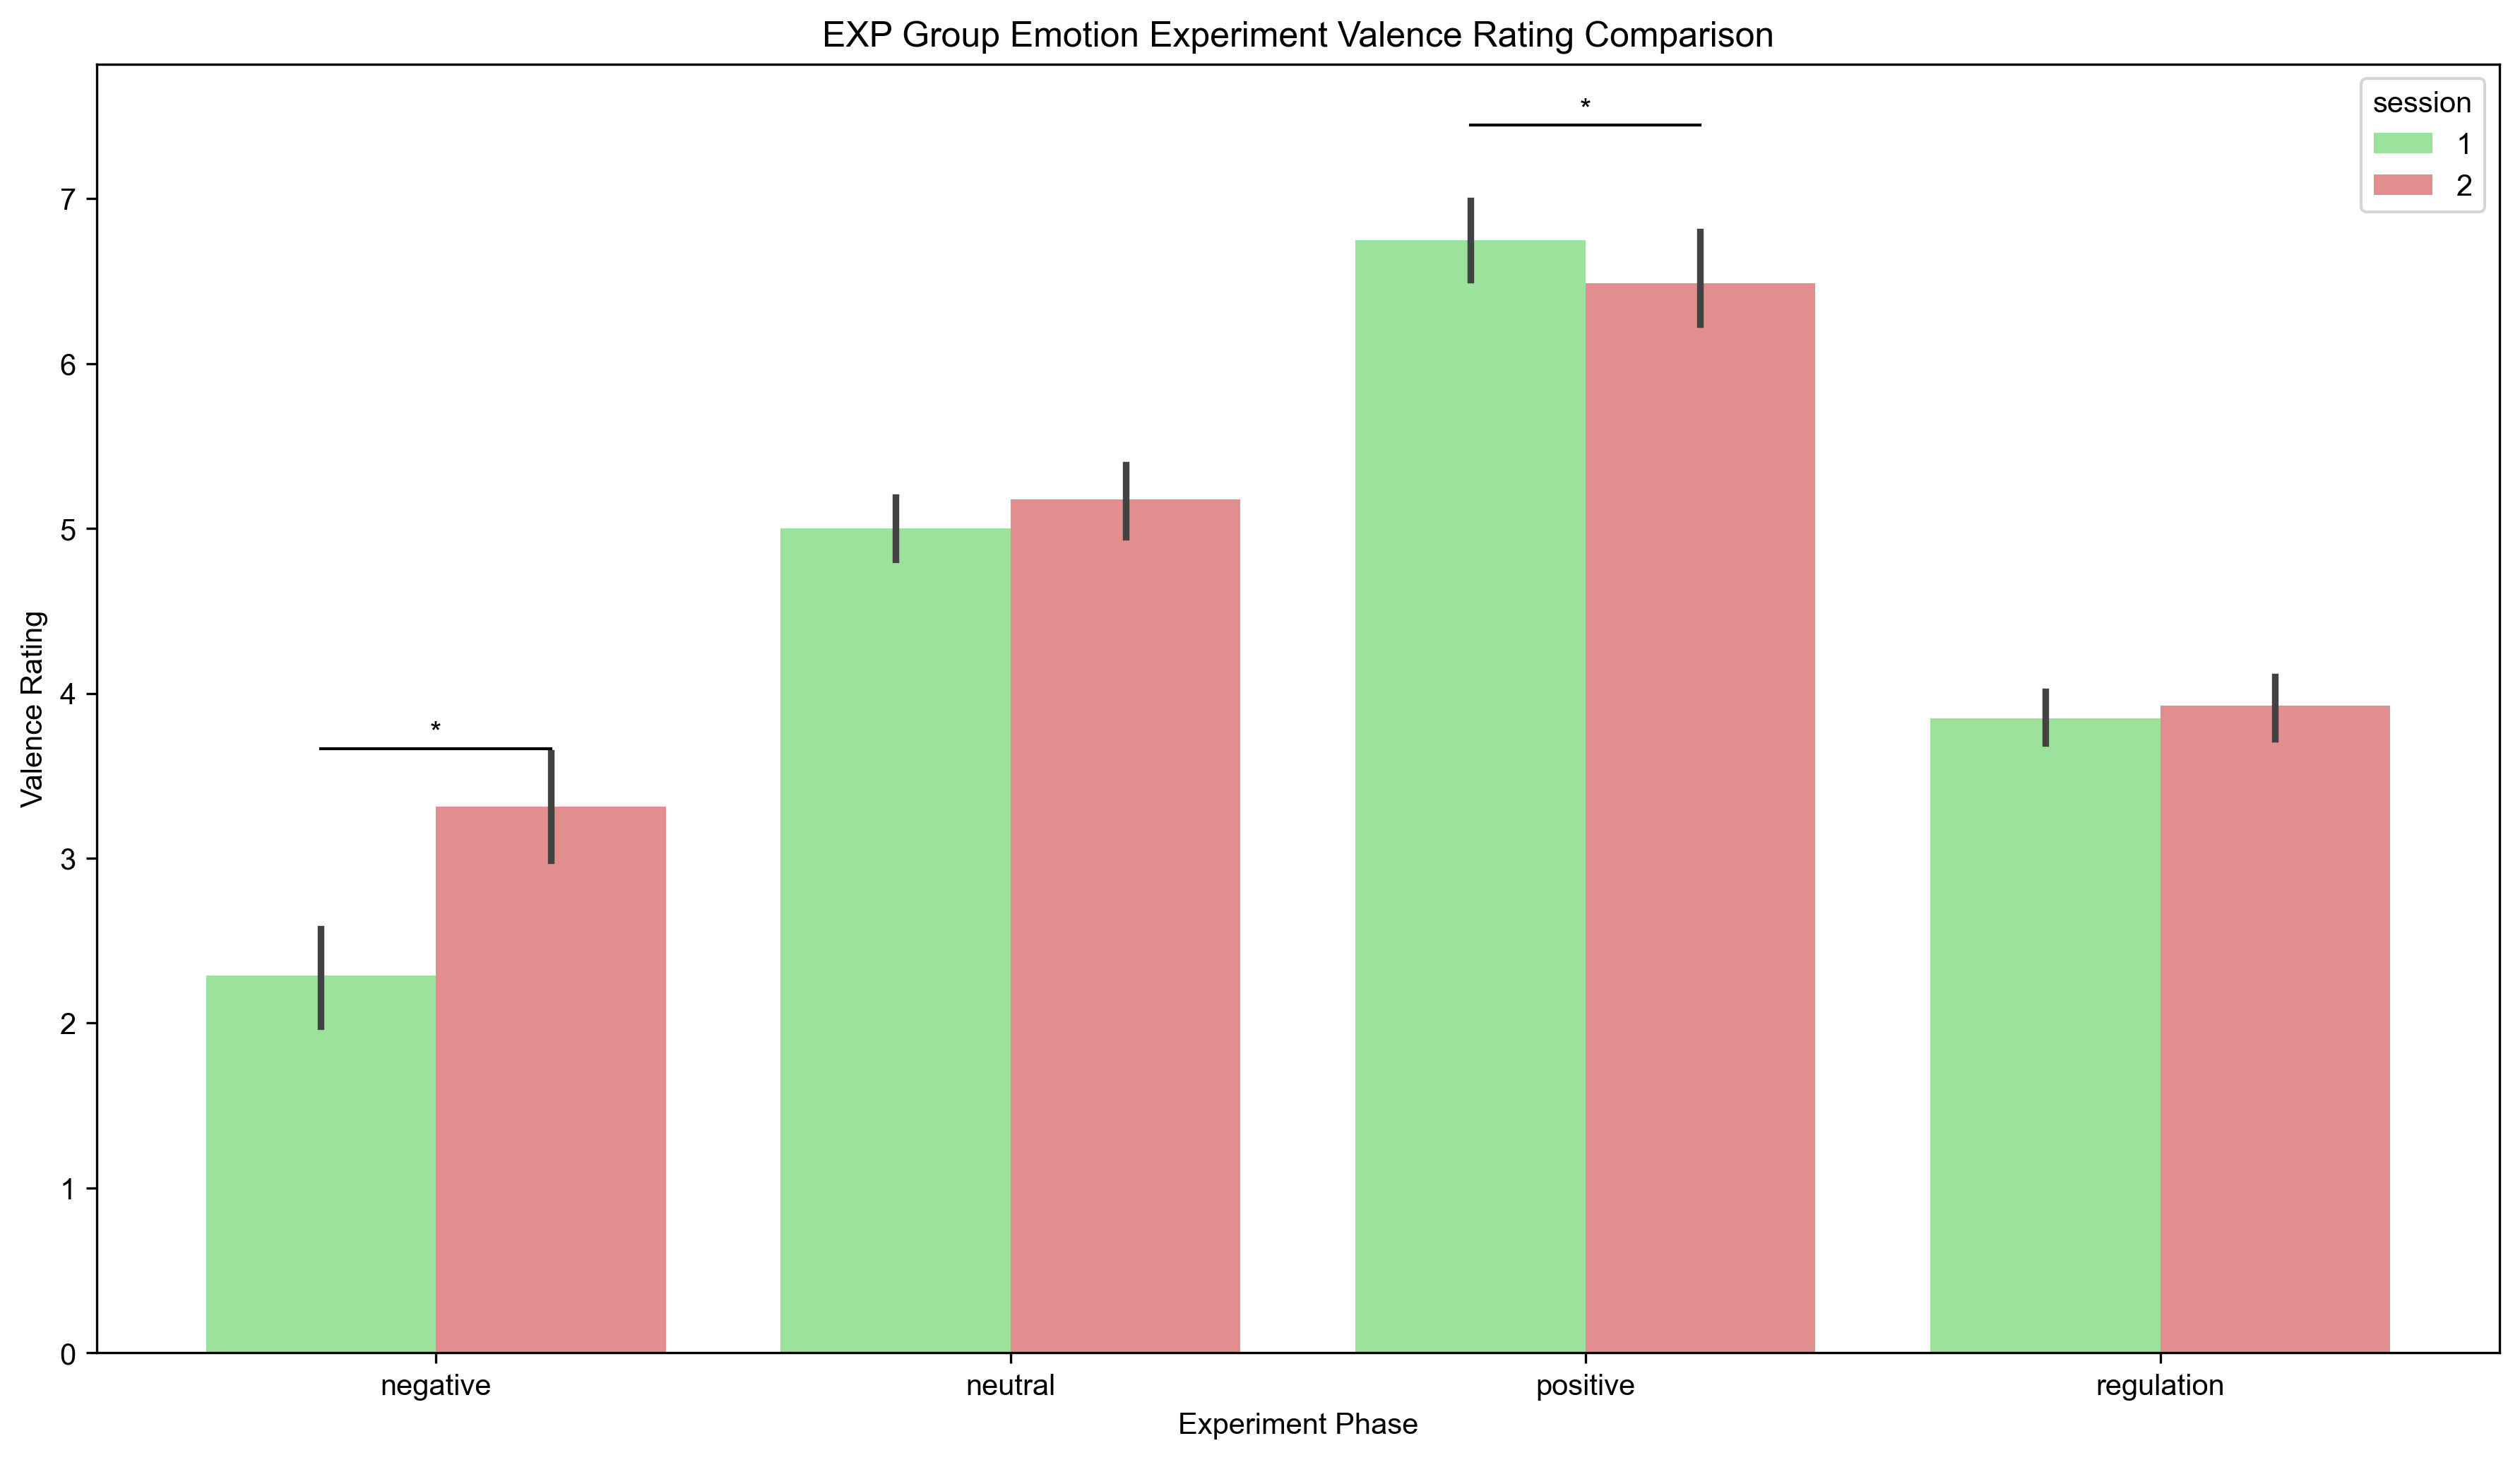 EXP Group Emotion Experiment Valence Rating Comparison
session
1
2
*
*
7
6
5
4
3
2
1
0
Valence Rating
negative
neutral
positive
regulation
Experiment Phase